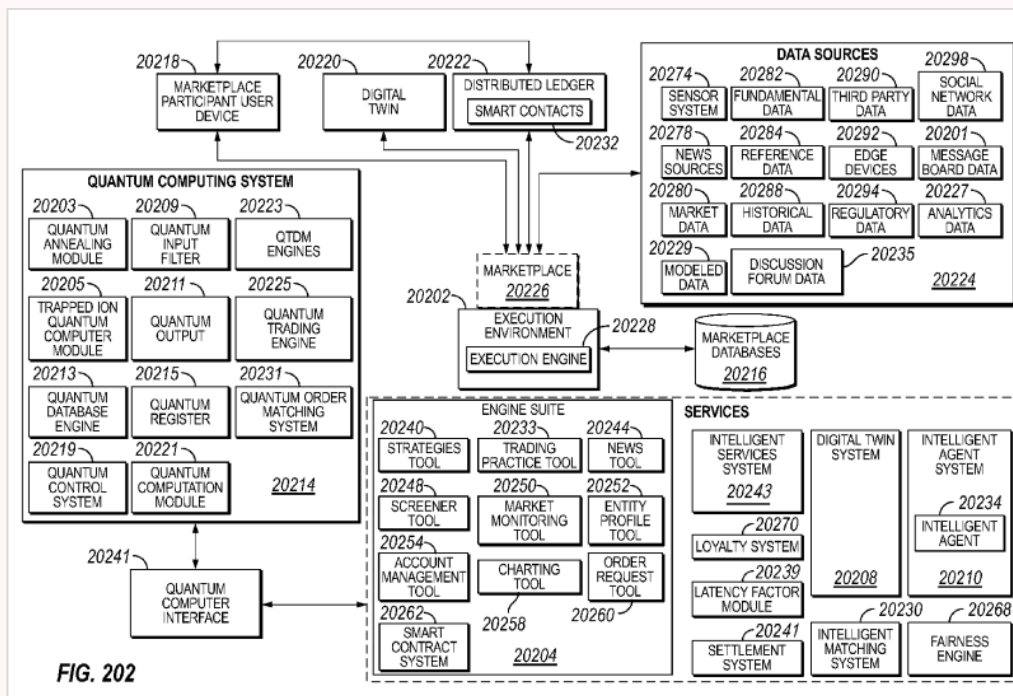 20218
MARKETPLACE
PARTICIPANT USER
DEVICE
20220
DIGITAL
TWIN
20222
DISTRIBUTED LEDGER
SMART CONTACTS
20232
DATA SOURCES
20274
SENSOR
SYSTEM
20282
FUNDAMENTAL
DATA
20290
THIRD PARTY
DATA
20298
SOCIAL
NETWORK
DATA
20278
NEWS
SOURCES
20284
REFERENCE
DATA
20292
EDGE
DEVICES
20201
MESSAGE
BOARD DATA
20280
MARKET
DATA
20288
HISTORICAL
DATA
20294
REGULATORY
DATA
20227
ANALYTICS
DATA
20229
MODELED
DATA
DISCUSSION
FORUM DATA
20235
20224
QUANTUM COMPUTING SYSTEM
20203
QUANTUM
ANNEALING
MODULE
20209
QUANTUM
INPUT
FILTER
20223
QTDM
ENGINES
20205
TRAPPED ION
QUANTUM
COMPUTER
MODULE
20211
QUANTUM
OUTPUT
20225
QUANTUM
TRADING
ENGINE
20213
QUANTUM
DATABASE
ENGINE
20215
QUANTUM
REGISTER
20231
QUANTUM ORDER
MATCHING
SYSTEM
20219
QUANTUM
CONTROL
SYSTEM
20221
QUANTUM
COMPUTATION
MODULE
20214
MARKETPLACE
20226
20202
EXECUTION
ENVIRONMENT
20228
EXECUTION ENGINE
MARKETPLACE
DATABASES
20216
20241
QUANTUM
COMPUTER
INTERFACE
ENGINE SUITE
20240
STRATEGIES
TOOL
20233
TRADING
PRACTICE TOOL
20244
NEWS
TOOL
20248
SCREENER
TOOL
20250
MARKET
MONITORING
TOOL
20252
ENTITY
PROFILE
TOOL
20254
ACCOUNT
MANAGEMENT
TOOL
CHARTING
TOOL
20258
ORDER
REQUEST
TOOL
20260
20262
SMART
CONTRACT
SYSTEM
20204
SERVICES
INTELLIGENT
SERVICES
SYSTEM
20243
20270
LOYALTY SYSTEM
20239
LATENCY FACTOR
MODULE
20241
SETTLEMENT
SYSTEM
DIGITAL TWIN
SYSTEM
20208
INTELLIGENT
AGENT SYSTEM
20234
INTELLIGENT
AGENT
20210
20230
INTELLIGENT
MATCHING
SYSTEM
20268
FAIRNESS
ENGINE
FIG. 202